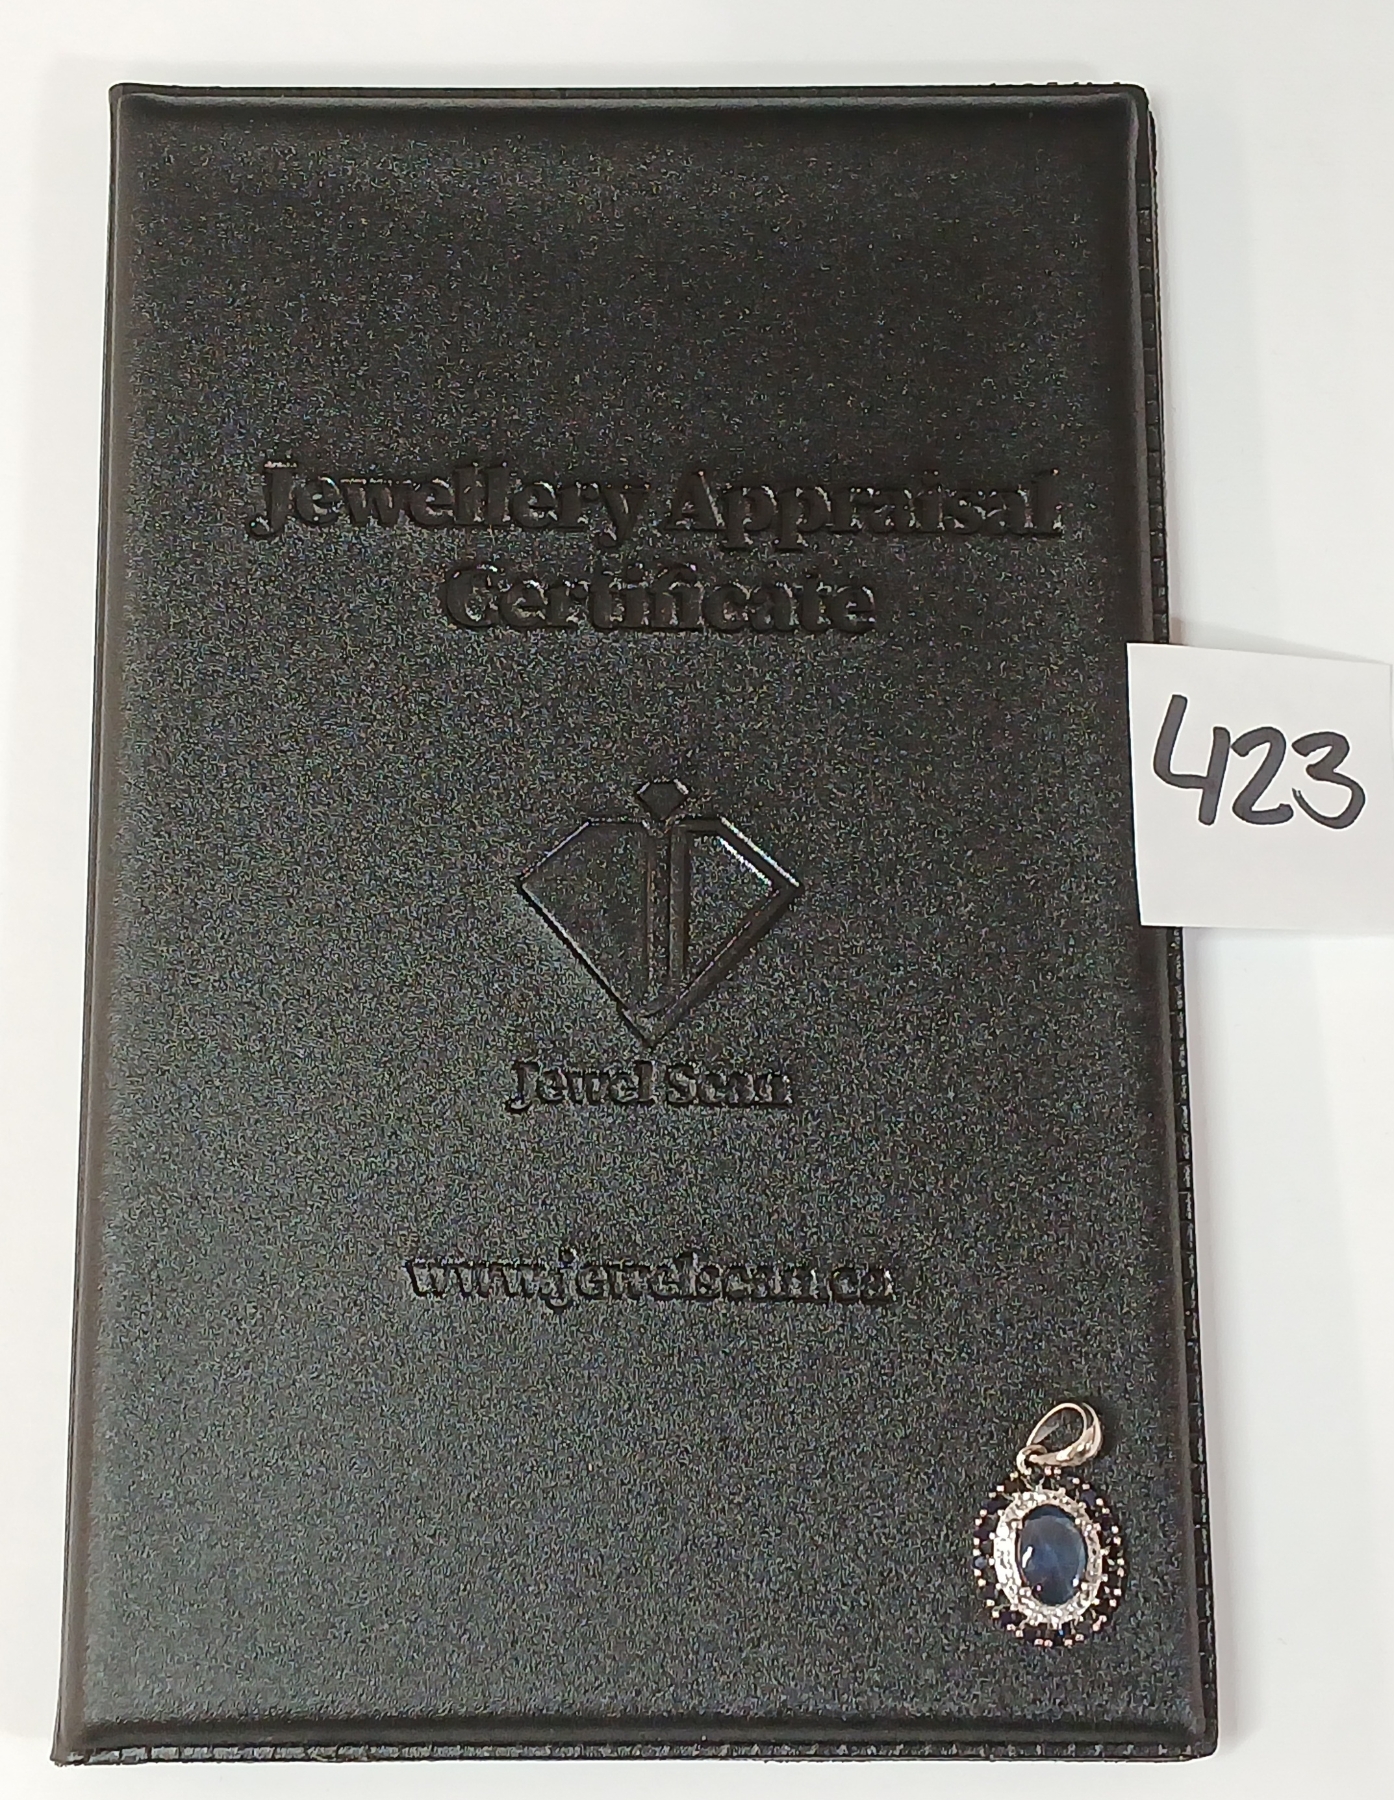 Jewellery Appraisal
Certificate
423
Jewel Scan
www.jewelscan.ca